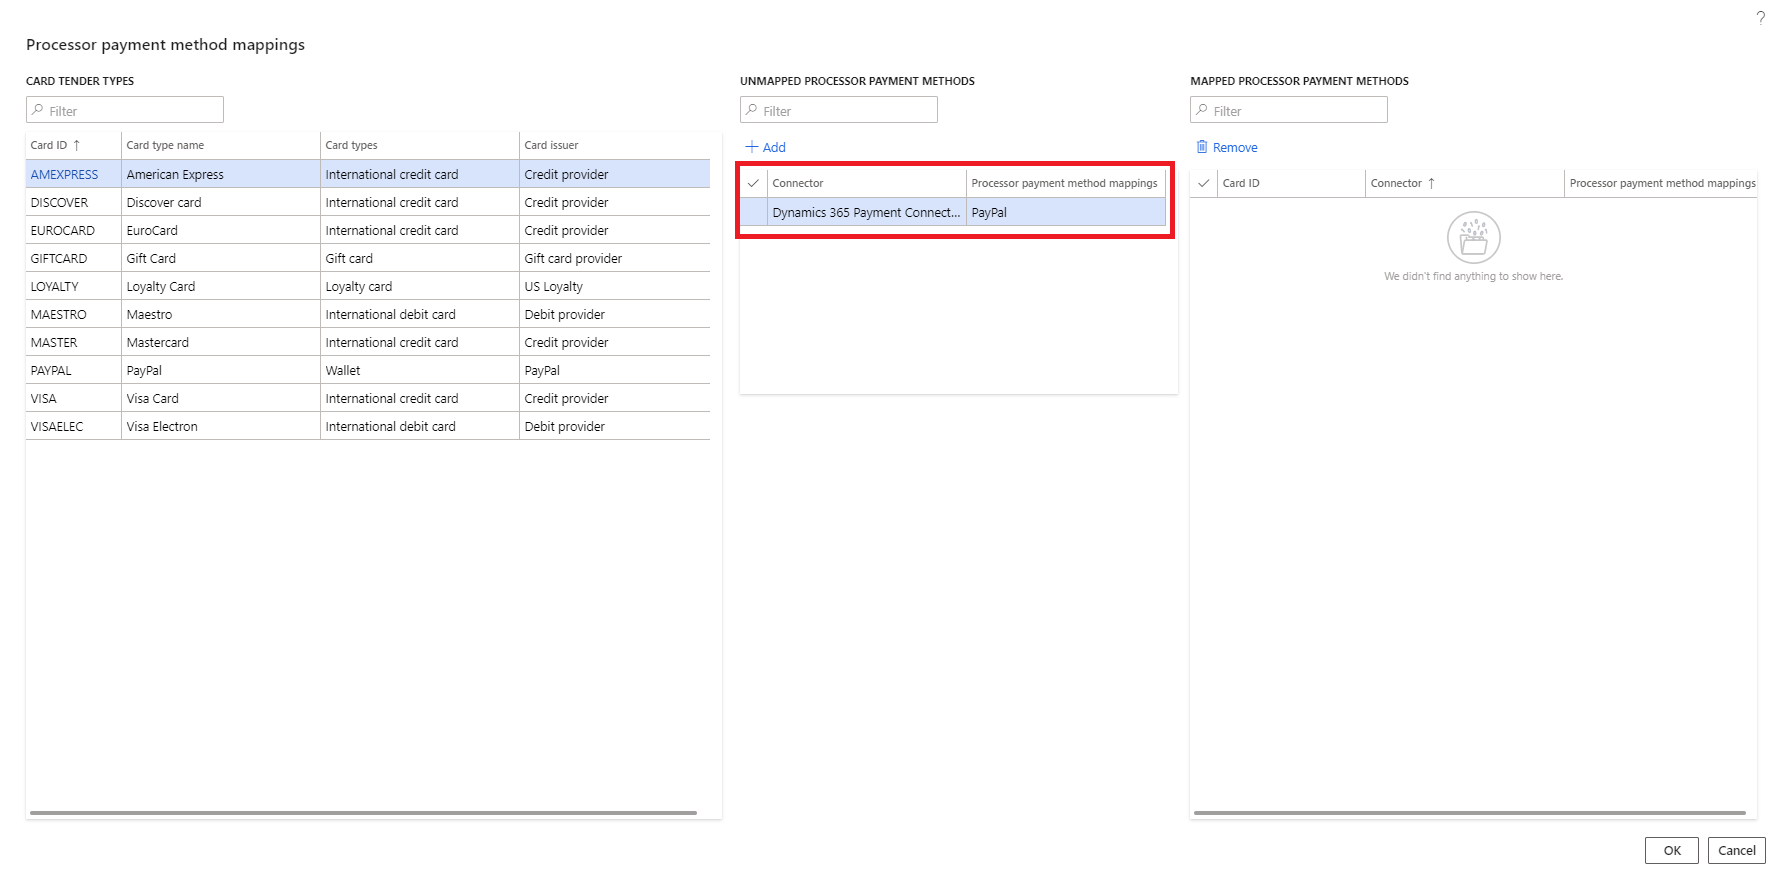 ?
Processor payment method mappings
CARD TENDER TYPES
Filter
Card ID ↑ Card type name Card types Card issuer
AMEXPRESS American Express International credit card Credit provider
DISCOVER Discover card International credit card Credit provider
EUROCARD EuroCard International credit card Credit provider
GIFTCARD Gift Card Gift card Gift card provider
LOYALTY Loyalty Card Loyalty card US Loyalty
MAESTRO Maestro International debit card Debit provider
MASTER Mastercard International credit card Credit provider
PAYPAL PayPal Wallet PayPal
VISA Visa Card International credit card Credit provider
VISAELEC Visa Electron International debit card Debit provider
UNMAPPED PROCESSOR PAYMENT METHODS
Filter
+ Add
Connector Processor payment method mappings
Dynamics 365 Payment Connect... PayPal
MAPPED PROCESSOR PAYMENT METHODS
Filter
Remove
Card ID Connector ↑ Processor payment method mappings
We didn't find anything to show here.
OK Cancel